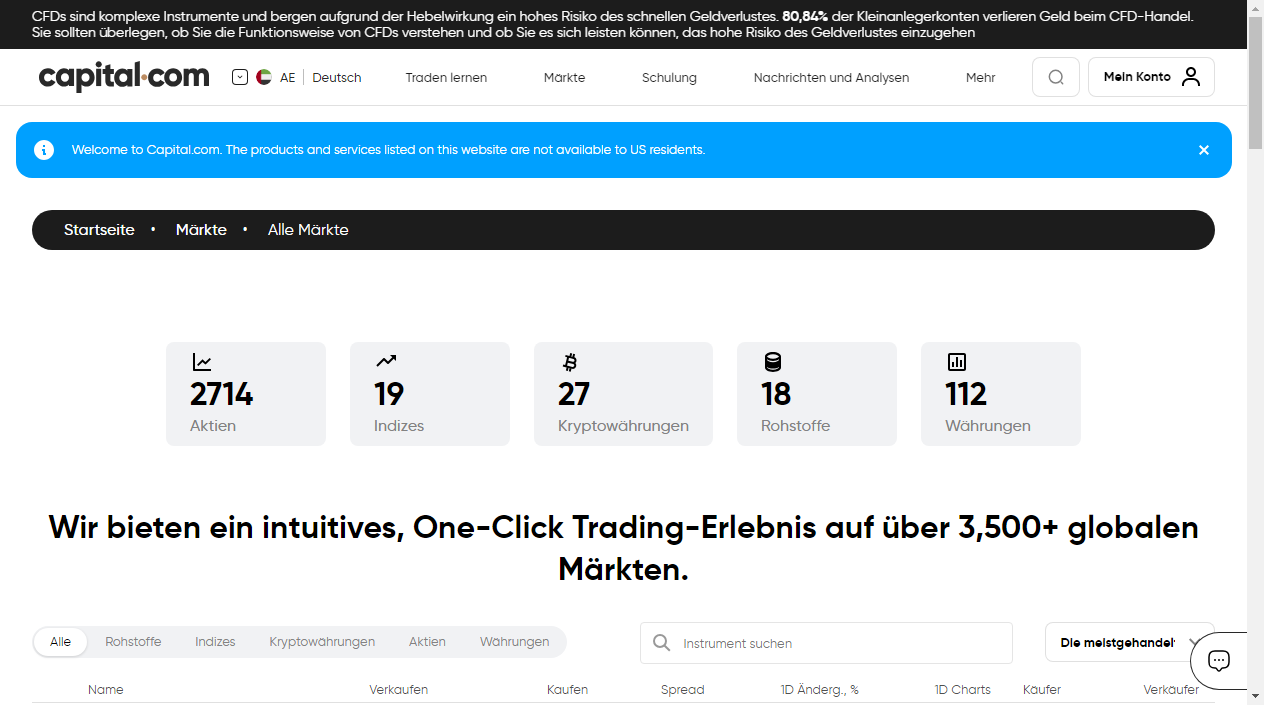 CFDs sind komplexe Instrumente und bergen aufgrund der Hebelwirkung ein hohes Risiko des schnellen Geldverlustes. 80,84% der Kleinanlegerkonten verlieren Geld beim CFD-Handel.
Sie sollten überlegen, ob Sie die Funktionsweise von CFDs verstehen und ob Sie es sich leisten können, das hohe Risiko des Geldverlustes einzugehen
capital.com AE Deutsch Traden lernen Märkte Schulung Nachrichten und Analysen Mehr Mein Konto
Welcome to Capital.com. The products and services listed on this website are not available to US residents.
Startseite • Märkte • Alle Märkte
2714 19 27 18 112
Aktien Indizes Kryptowährungen Rohstoffe Währungen
Wir bieten ein intuitives, One-Click Trading-Erlebnis auf über 3,500+ globalen
Märkten.
Alle Rohstoffe Indizes Kryptowährungen Aktien Währungen Instrument suchen Die meistgehandelt
Name Verkaufen Kaufen Spread 1D Änderg., % 1D Charts Käufer Verkäufer